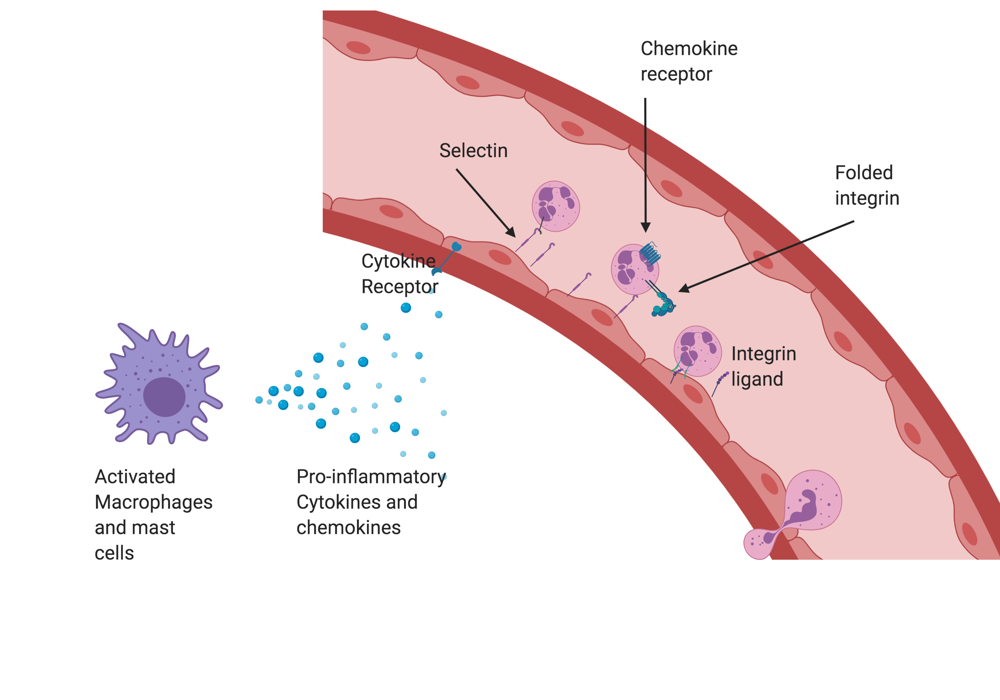 Chemokine
receptor
Selectin
Folded
integrin
Cytokine
Receptor
Integrin
ligand
Activated
Macrophages
and mast
cells
Pro-inflammatory
Cytokines and
chemokines